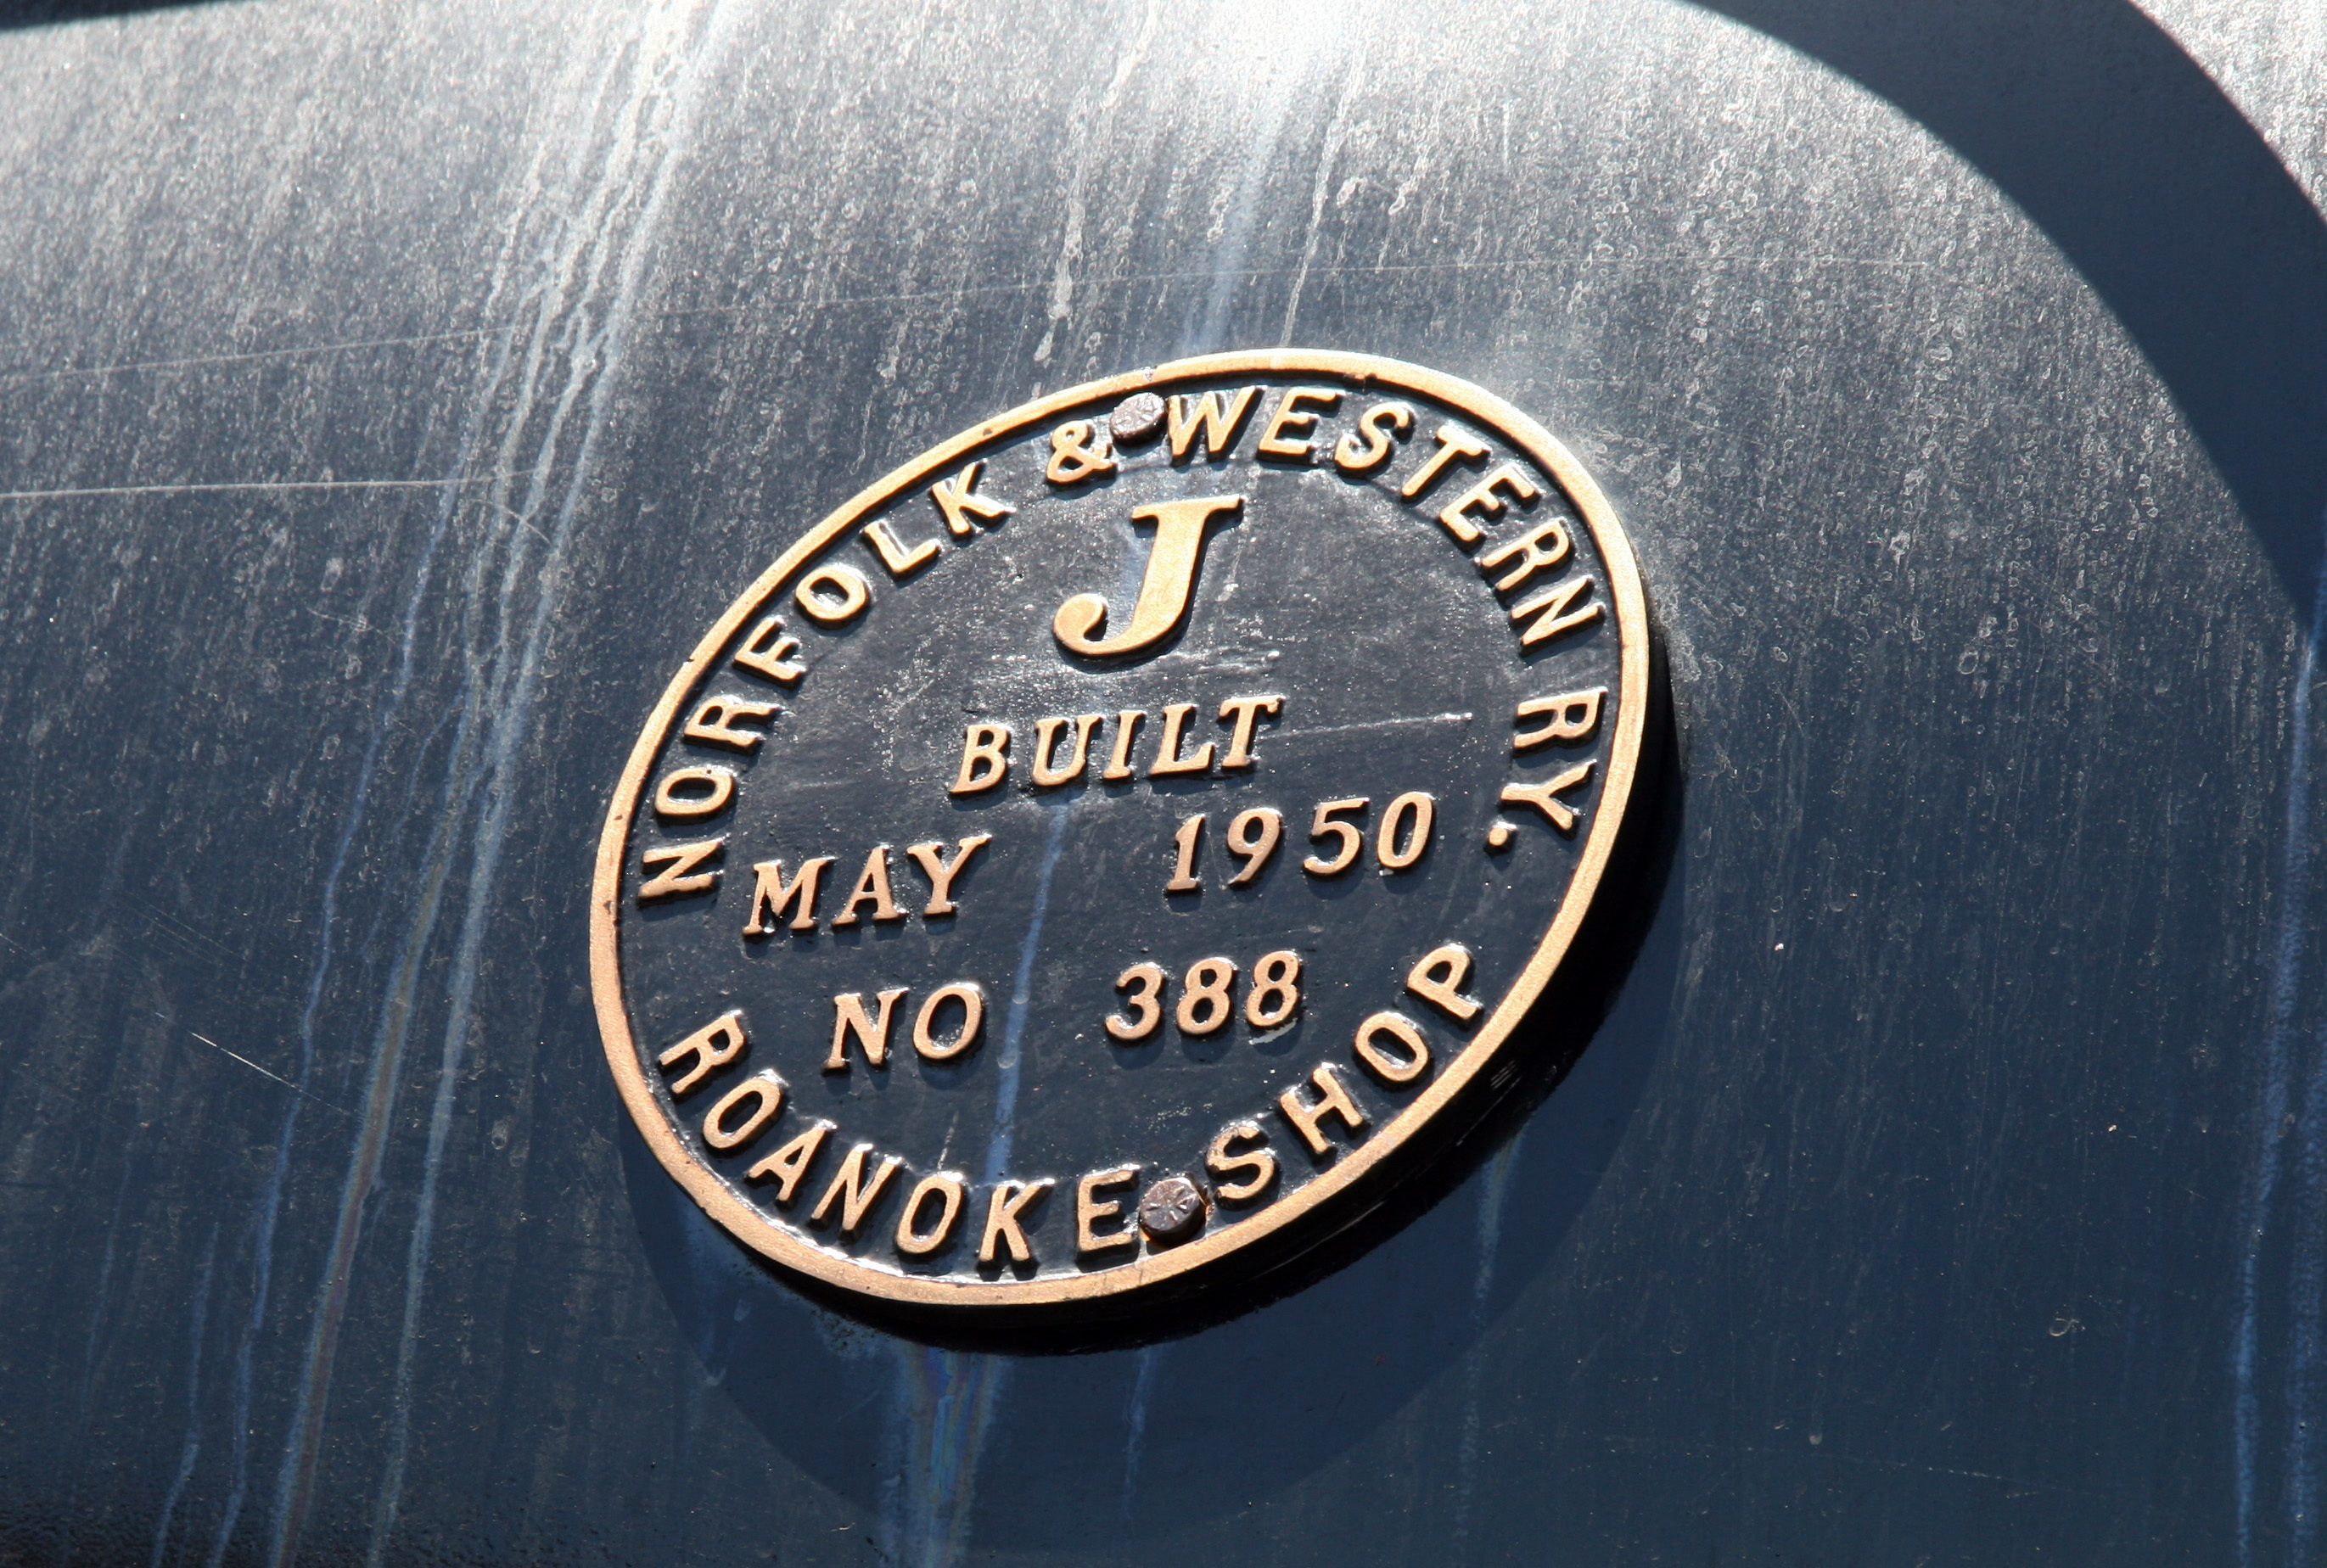 NORFOLK & WESTERN RY.
J
BUILT
MAY 1950
NO 388
ROANOKE SHOP